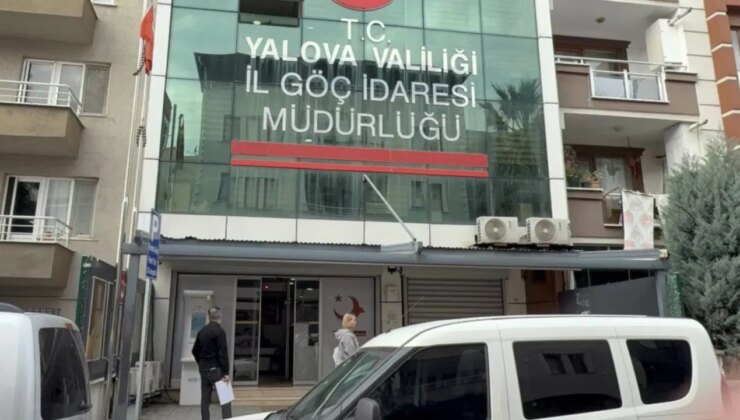 T.C.
YALOVA VALİLİĞİ
İL GÖÇ İDARESİ
MÜDÜRLÜĞÜ
P